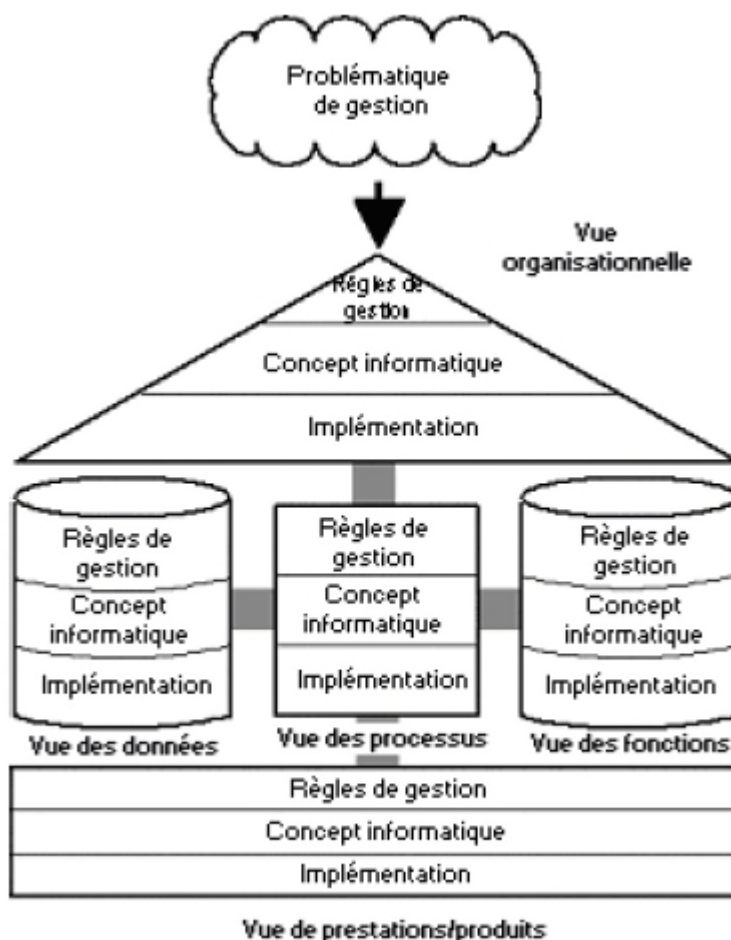 Problématique
de gestion
Vue
organisationnelle
Règles de
gestion
Concept informatique
Implémentation
Règles de
gestion
Concept
informatique
Implémentation
Vue des données
Règles de
gestion
Concept
informatique
Implémentation
Vue des processus
Règles de
gestion
Concept
informatique
Implémentation
Vue des fonctions
Règles de gestion
Concept informatique
Implémentation
Vue de prestations/produits